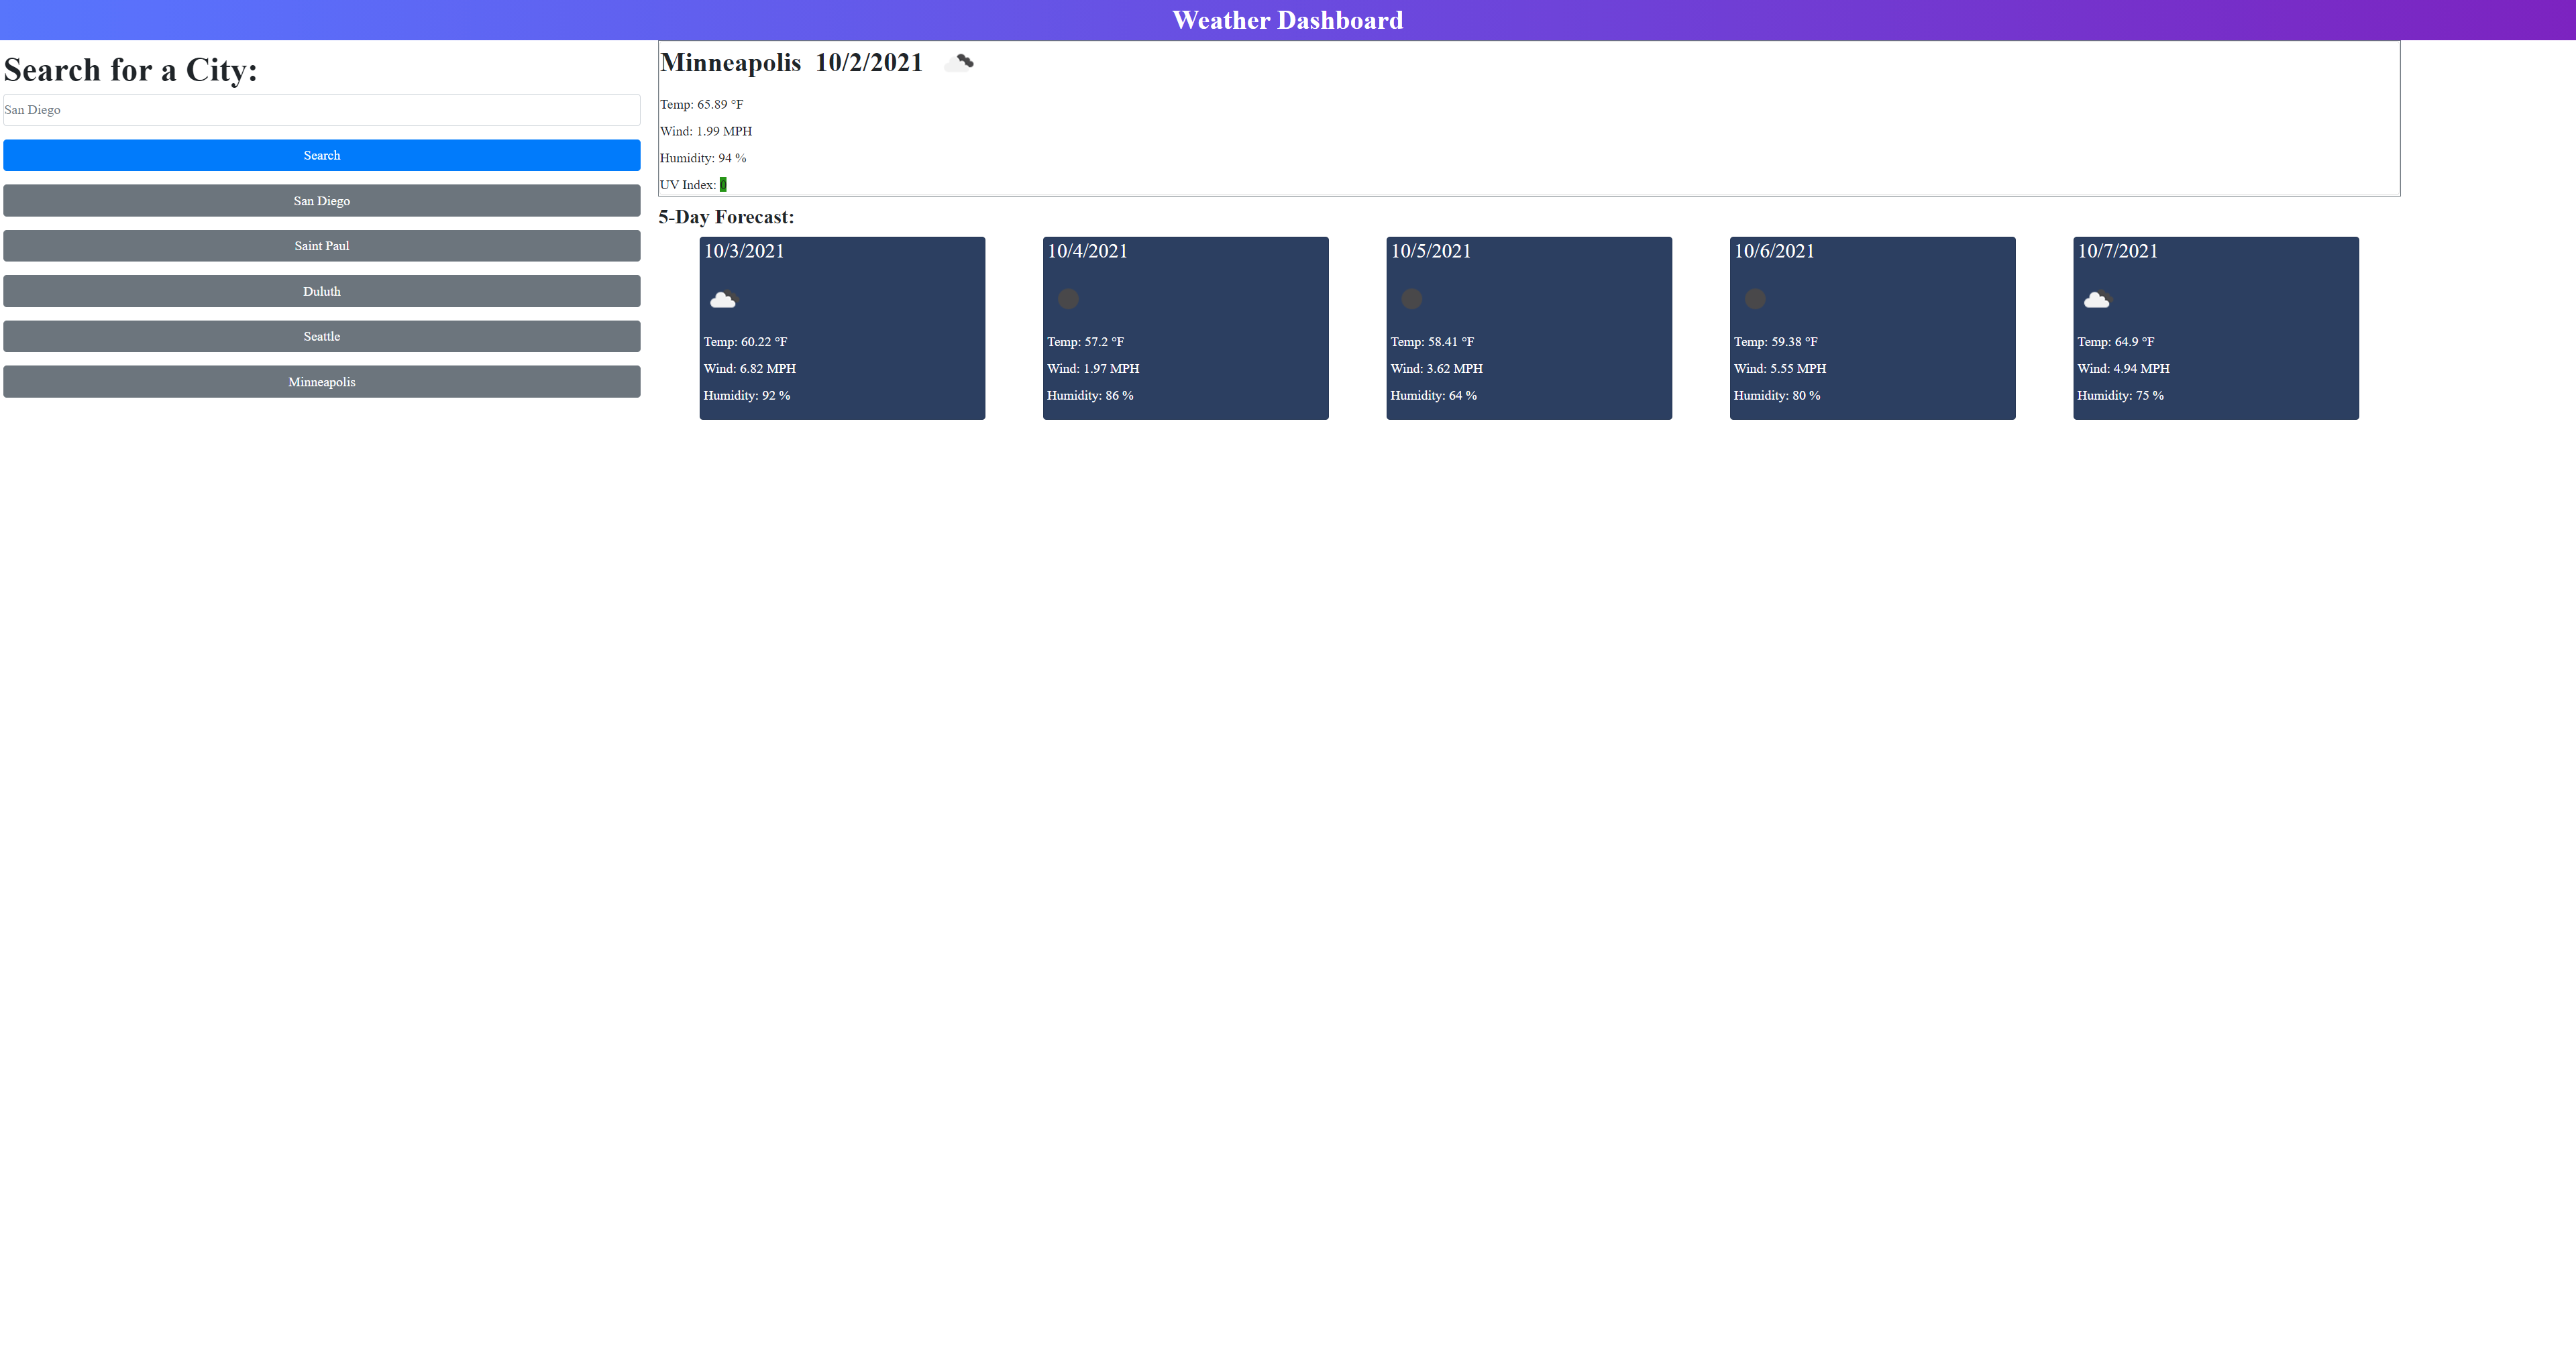 Weather Dashboard
Search for a City:
San Diego
Search
San Diego
Saint Paul
Duluth
Seattle
Minneapolis
Minneapolis 10/2/2021
Temp: 65.89 °F
Wind: 1.99 MPH
Humidity: 94 %
UV Index: 0
5-Day Forecast:
10/3/2021
Temp: 60.22 °F
Wind: 6.82 MPH
Humidity: 92 %
10/4/2021
Temp: 57.2 °F
Wind: 1.97 MPH
Humidity: 86 %
10/5/2021
Temp: 58.41 °F
Wind: 3.62 MPH
Humidity: 64 %
10/6/2021
Temp: 59.38 °F
Wind: 5.55 MPH
Humidity: 80 %
10/7/2021
Temp: 64.9 °F
Wind: 4.94 MPH
Humidity: 75 %